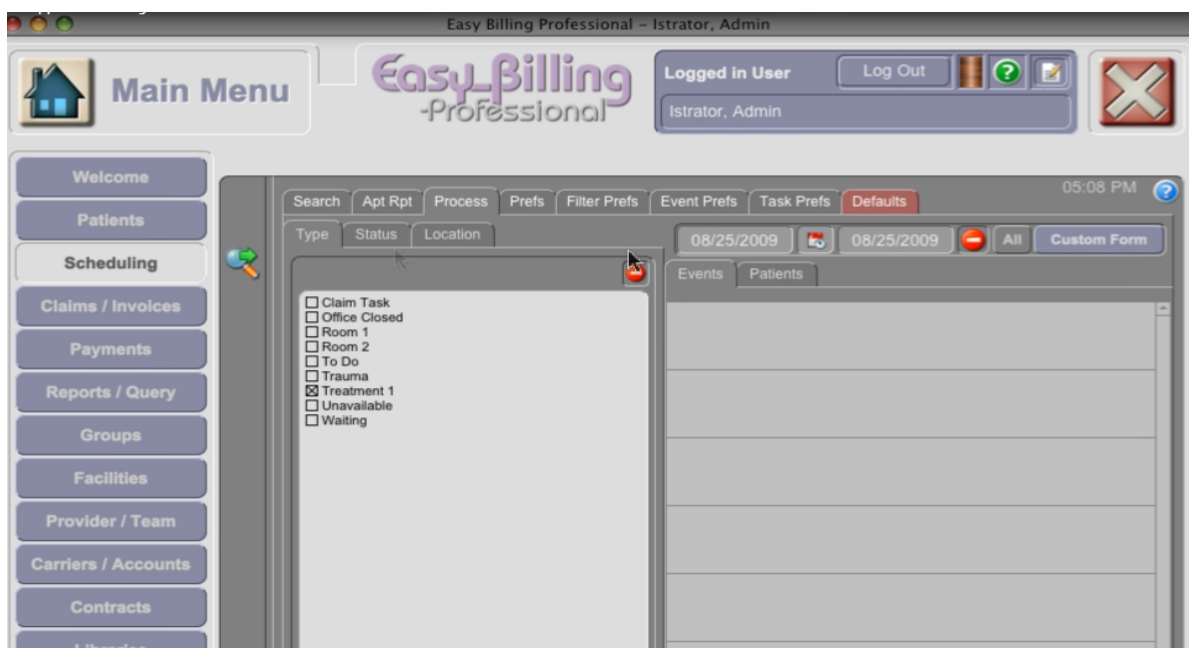 Easy Billing Professional – Istrator, Admin
Main Menu
Easy Billing
-Professional
Logged in User
Log Out
Istrator, Admin
Welcome
Patients
Scheduling
Claims / Invoices
Payments
Reports / Query
Groups
Facilities
Provider / Team
Carriers / Accounts
Contracts
Libraries
05:08 PM
Search Apt Rpt Process Prefs Filter Prefs Event Prefs Task Prefs Defaults
Type Status Location
08/25/2009 08/25/2009 All Custom Form
Events Patients
Claim Task
Office Closed
Room 1
Room 2
To Do
Trauma
Treatment 1
Unavailable
Waiting